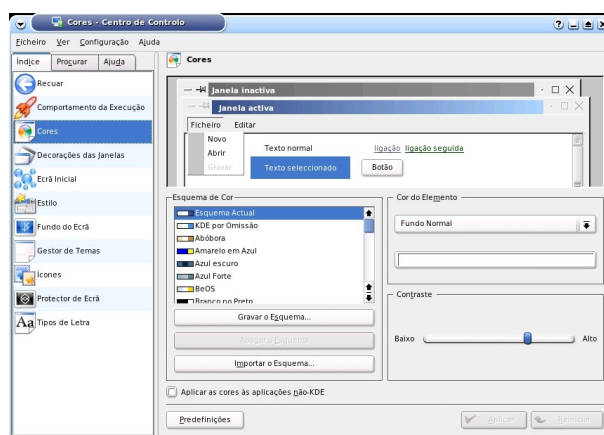 Cores - Centro de Controlo
Ficheiro Ver Configuração Ajuda
Índice Procurar Ajuda
Recuar
Comportamento da Execução
Cores
Decorações das Janelas
Ecrã Inicial
Estilo
Fundo do Ecrã
Gestor de Temas
Ícones
Protector de Ecrã
Tipos de Letra
Cores
Janela inactiva
Janela activa
Ficheiro Editar
Novo
Abrir
Gravar
Texto normal ligação ligação seguida
Texto seleccionado Botão
Esquema de Cor
Esquema Actual
KDE por Omissão
Abóbora
Amarelo em Azul
Azul escuro
Azul Forte
BeOS
Branco no Preto
Gravar o Esquema...
Apagar o Esquema
Importar o Esquema...
Cor do Elemento
Fundo Normal
Contraste
Baixo Alto
Aplicar as cores às aplicações não-KDE
Predefinições Aplicar Reiniciar